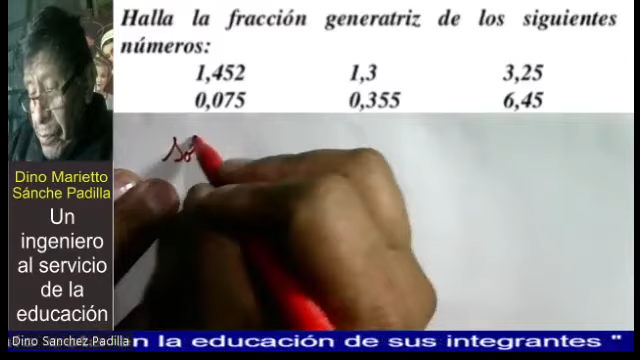 Halla la fracción generatriz de los siguientes
números:
1,452 1,3 3,25
0,075 0,355 6,45
Dino Marietto
Sánche Padilla
Un
ingeniero
al servicio
de la
educación
Dino Sanchez Padilla
n la educación de sus integrantes "